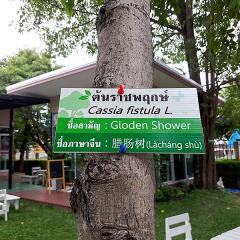 ต้นราชพฤกษ์
Cassia fistula L.
ชื่อสามัญ : Gloden Shower
ชื่อภาษาจีน : 腊肠树(Làcháng shù)